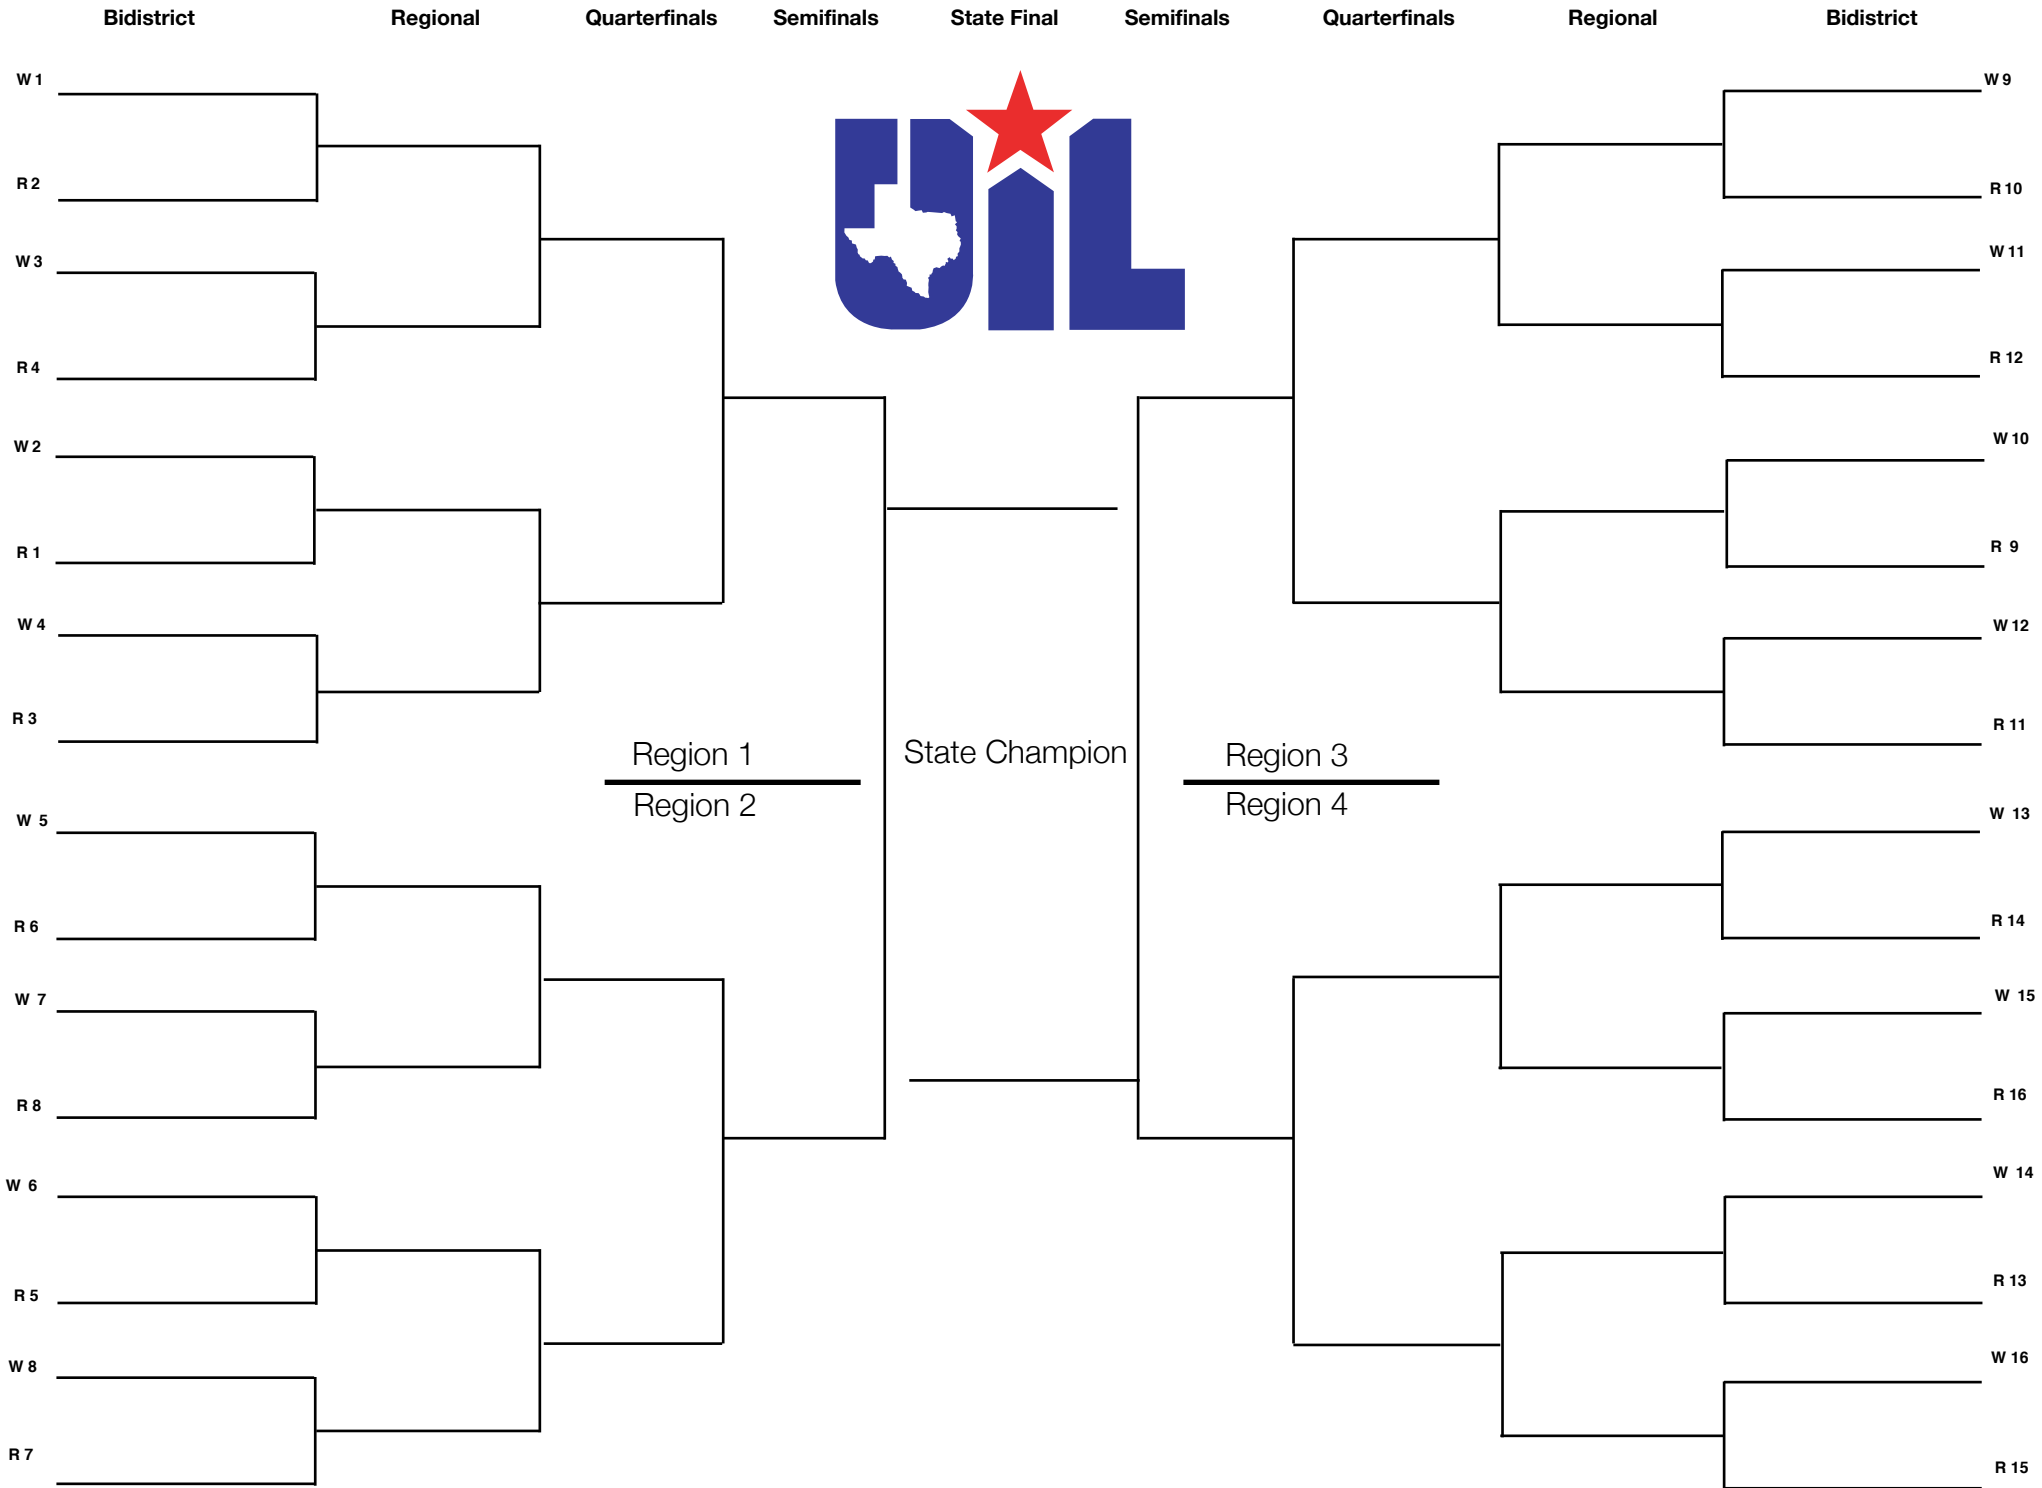 Bidistrict Regional Quarterfinals Semifinals State Final Semifinals Quarterfinals Regional Bidistrict
W 1
R 2
W 3
R 4
W 2
R 1
W 4
R 3
W 5
R 6
W 7
R 8
W 6
R 5
W 8
R 7
UIL
Region 1
Region 2
State Champion
Region 3
Region 4
W 9
R 10
W 11
R 12
W 10
R 9
W 12
R 11
W 13
R 14
W 15
R 16
W 14
R 13
W 16
R 15